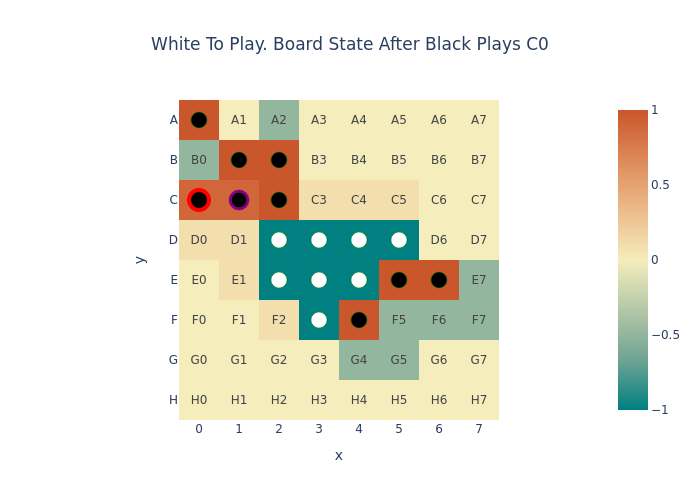 White To Play. Board State After Black Plays C0
A A1 A2 A3 A4 A5 A6 A7
B B0 B3 B4 B5 B6 B7
C C3 C4 C5 C6 C7
D D0 D1 D6 D7
E E0 E1 E7
F F0 F1 F2 F5 F6 F7
G G0 G1 G2 G3 G4 G5 G6 G7
H H0 H1 H2 H3 H4 H5 H6 H7
0 1 2 3 4 5 6 7
x
y
1
0.5
0
−0.5
−1